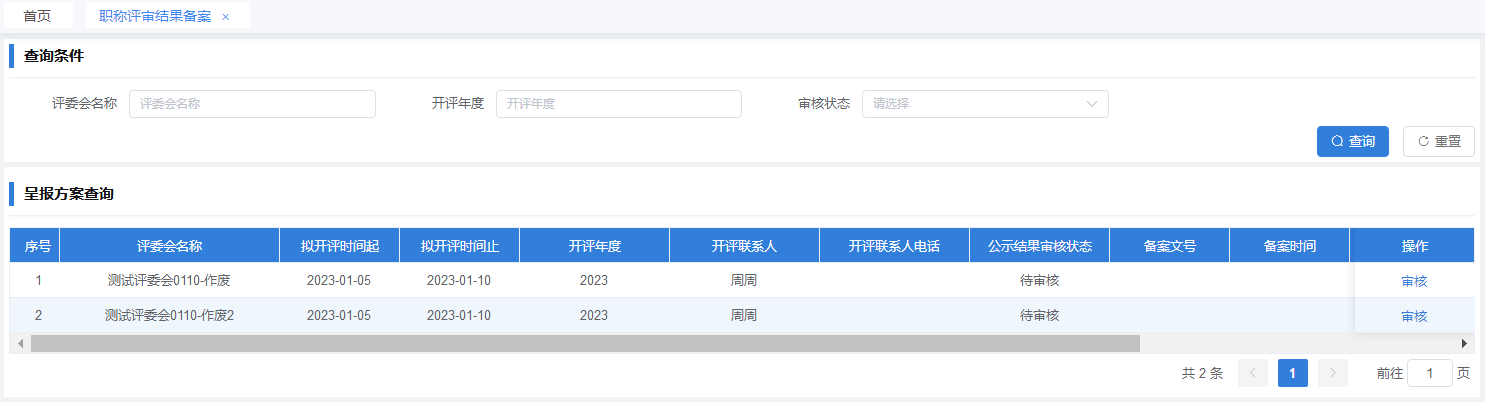 首页 职称评审结果备案 ×
查询条件
评委会名称 评委会名称 开评年度 开评年度 审核状态 请选择
查询 重置
呈报方案查询
序号 评委会名称 拟开评时间起 拟开评时间止 开评年度 开评联系人 开评联系人电话 公示结果审核状态 备案文号 备案时间 操作
1 测试评委会0110-作废 2023-01-05 2023-01-10 2023 周周 待审核 审核
2 测试评委会0110-作废2 2023-01-05 2023-01-10 2023 周周 待审核 审核
共 2 条 1 前往 1 页